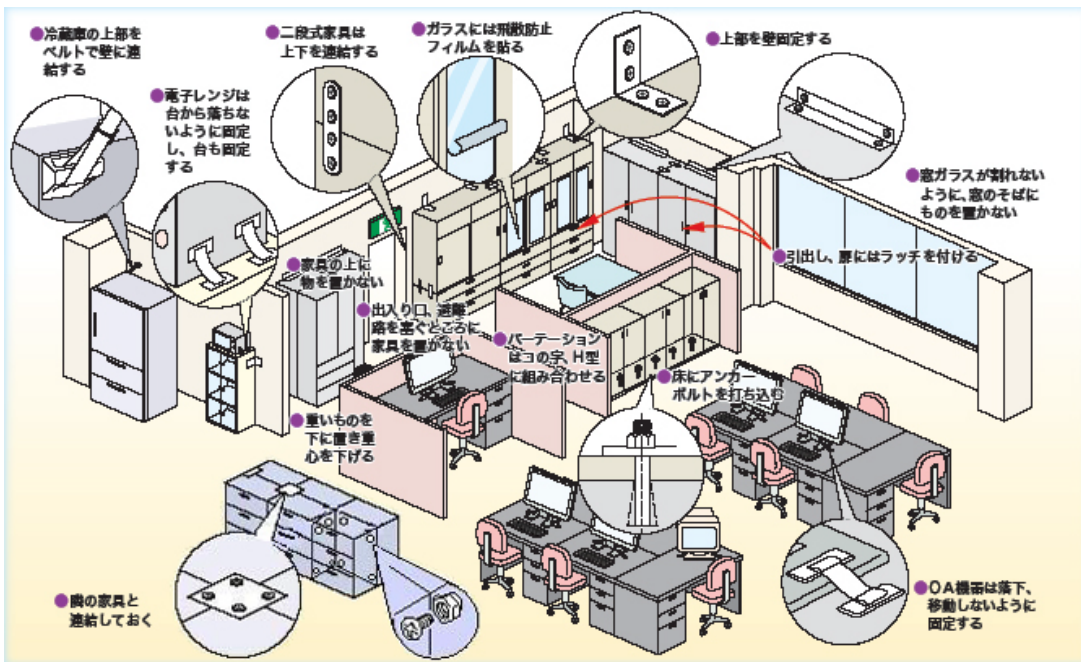 ●冷蔵庫の上部を
ベルトで壁に連
結する
●電子レンジは
台から落ちな
いように固定
し、台も固定
する
●二段式家具は
上下を連結する
●ガラスには飛散防止
フィルムを貼る
●上部を壁固定する
●窓ガラスが割れない
ように、窓のそばに
ものを置かない
●引出し、扉にはラッチを付ける
●家具の上に
物を置かない
●出入り口、避難
路を塞ぐところに
家具を置かない
●パーテーション
はコの字、H型
に組み合わせる
●床にアンカー
ボルトを打ち込む
●重いものを
下に置き重
心を下げる
●隣の家具と
連結しておく
●OA機器は落下、
移動しないように
固定する